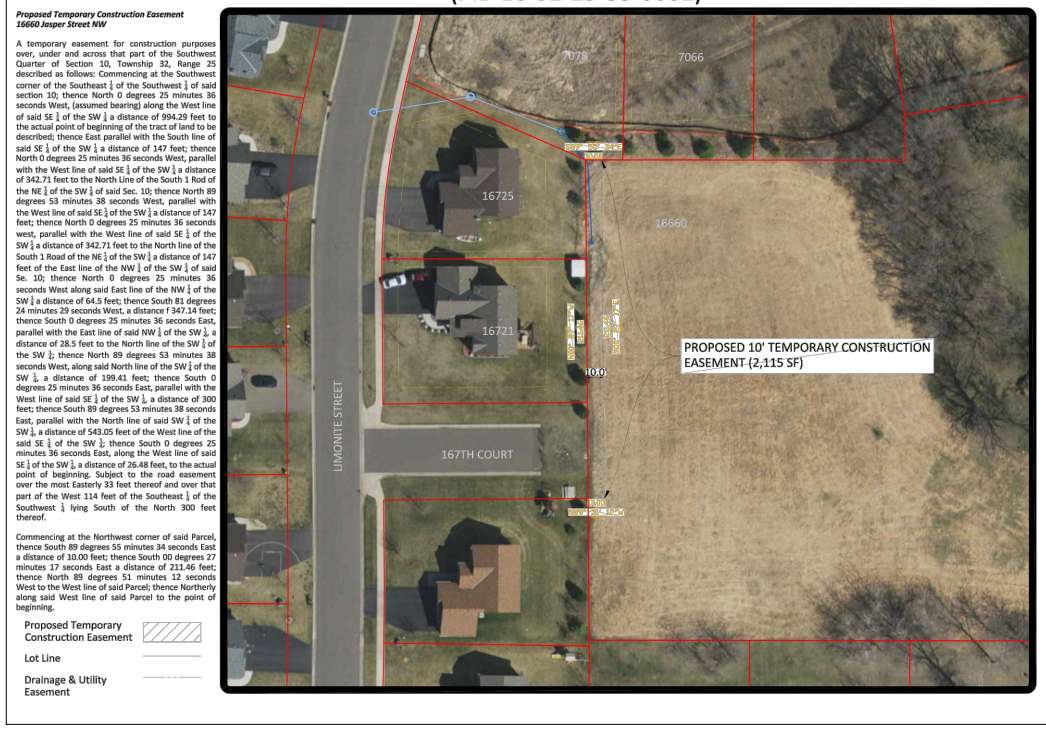 Proposed Temporary Construction Easement
16660 Jasper Street NW
A temporary easement for construction purposes
over, under and across that part of the Southwest
Quarter of Section 10, Township 32, Range 25
described as follows: Commencing at the Southwest
corner of the Southeast ¼ of the Southwest ¼ of said
section 10; thence North 0 degrees 25 minutes 36
seconds West, (assumed bearing) along the West line
of said SE ¼ of the SW ¼ a distance of 994.29 feet to
the actual point of beginning of the tract of land to be
described; thence East parallel with the South line of
said SE ¼ of the SW ¼ a distance of 147 feet; thence
North 0 degrees 25 minutes 36 seconds West, parallel
with the West line of said SE ¼ of the SW ¼ a distance
of 342.71 feet to the North Line of the South 1 Rod of
the NE ¼ of the SW ¼ of said Sec. 10; thence North 89
degrees 53 minutes 38 seconds West, parallel with
the West line of said SE ¼ of the SW ¼ a distance of 147
feet; thence North 0 degrees 25 minutes 36 seconds
west, parallel with the West line of said SE ¼ of the
SW ¼ a distance of 342.71 feet to the North line of the
South 1 Road of the NE ¼ of the SW ¼ a distance of 147
feet of the East line of the NW ¼ of the SW ¼ of said
Se. 10; thence North 0 degrees 25 minutes 36
seconds West along said East line of the NW ¼ of the
SW ¼ a distance of 64.5 feet; thence South 81 degrees
24 minutes 29 seconds West, a distance f 347.14 feet;
thence South 0 degrees 25 minutes 36 seconds East,
parallel with the East line of said NW ¼ of the SW ¼, a
distance of 28.5 feet to the North line of the SW ¼ of
the SW ¼; thence North 89 degrees 53 minutes 38
seconds West, along said North line of the SW ¼ of the
SW ¼, a distance of 199.41 feet; thence South 0
degrees 25 minutes 36 seconds East, parallel with the
West line of said SE ¼ of the SW ¼, a distance of 300
feet; thence South 89 degrees 53 minutes 38 seconds
East, parallel with the North line of said SW ¼ of the
SW ¼, a distance of 543.05 feet of the West line of the
said SE ¼ of the SW ¼; thence South 0 degrees 25
minutes 36 seconds East, along the West line of said
SE ¼ of the SW ¼, a distance of 26.48 feet, to the actual
point of beginning. Subject to the road easement
over the most Easterly 33 feet thereof and over that
part of the West 114 feet of the Southeast ¼ of the
Southwest ¼ lying South of the North 300 feet
thereof.
Commencing at the Northwest corner of said Parcel,
thence South 89 degrees 55 minutes 34 seconds East
a distance of 10.00 feet; thence South 00 degrees 27
minutes 17 seconds East a distance of 211.46 feet;
thence North 89 degrees 51 minutes 12 seconds
West to the West line of said Parcel; thence Northerly
along said West line of said Parcel to the point of
beginning.
Proposed Temporary
Construction Easement
Lot Line
Drainage & Utility
Easement
7078
7066
16725
16660
16721
PROPOSED 10' TEMPORARY CONSTRUCTION
EASEMENT (2,115 SF)
10.0
LIMONITE STREET
167TH COURT